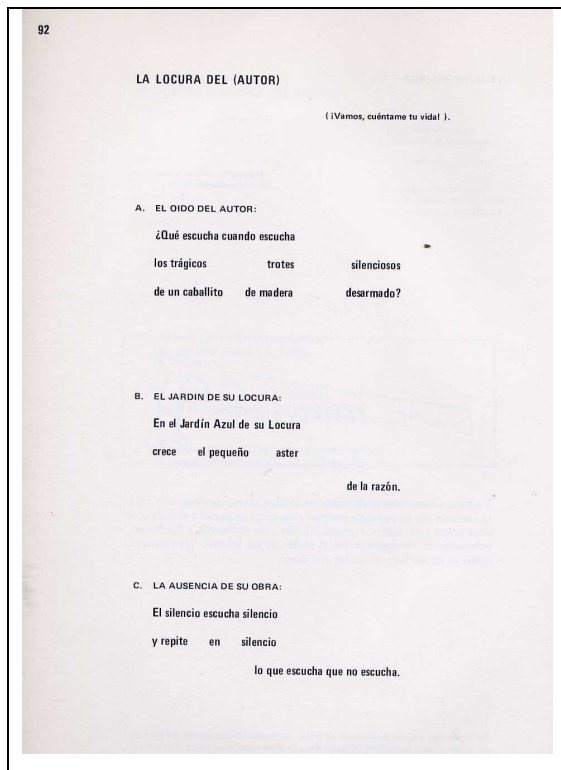 92
LA LOCURA DEL (AUTOR)
( ¡Vamos, cuéntame tu vida! ).
A. EL OIDO DEL AUTOR:
¿Qué escucha cuando escucha
los trágicos trotes silenciosos
de un caballito de madera desarmado?
B. EL JARDIN DE SU LOCURA:
En el Jardín Azul de su Locura
crece el pequeño aster
de la razón.
C. LA AUSENCIA DE SU OBRA:
El silencio escucha silencio
y repite en silencio
lo que escucha que no escucha.